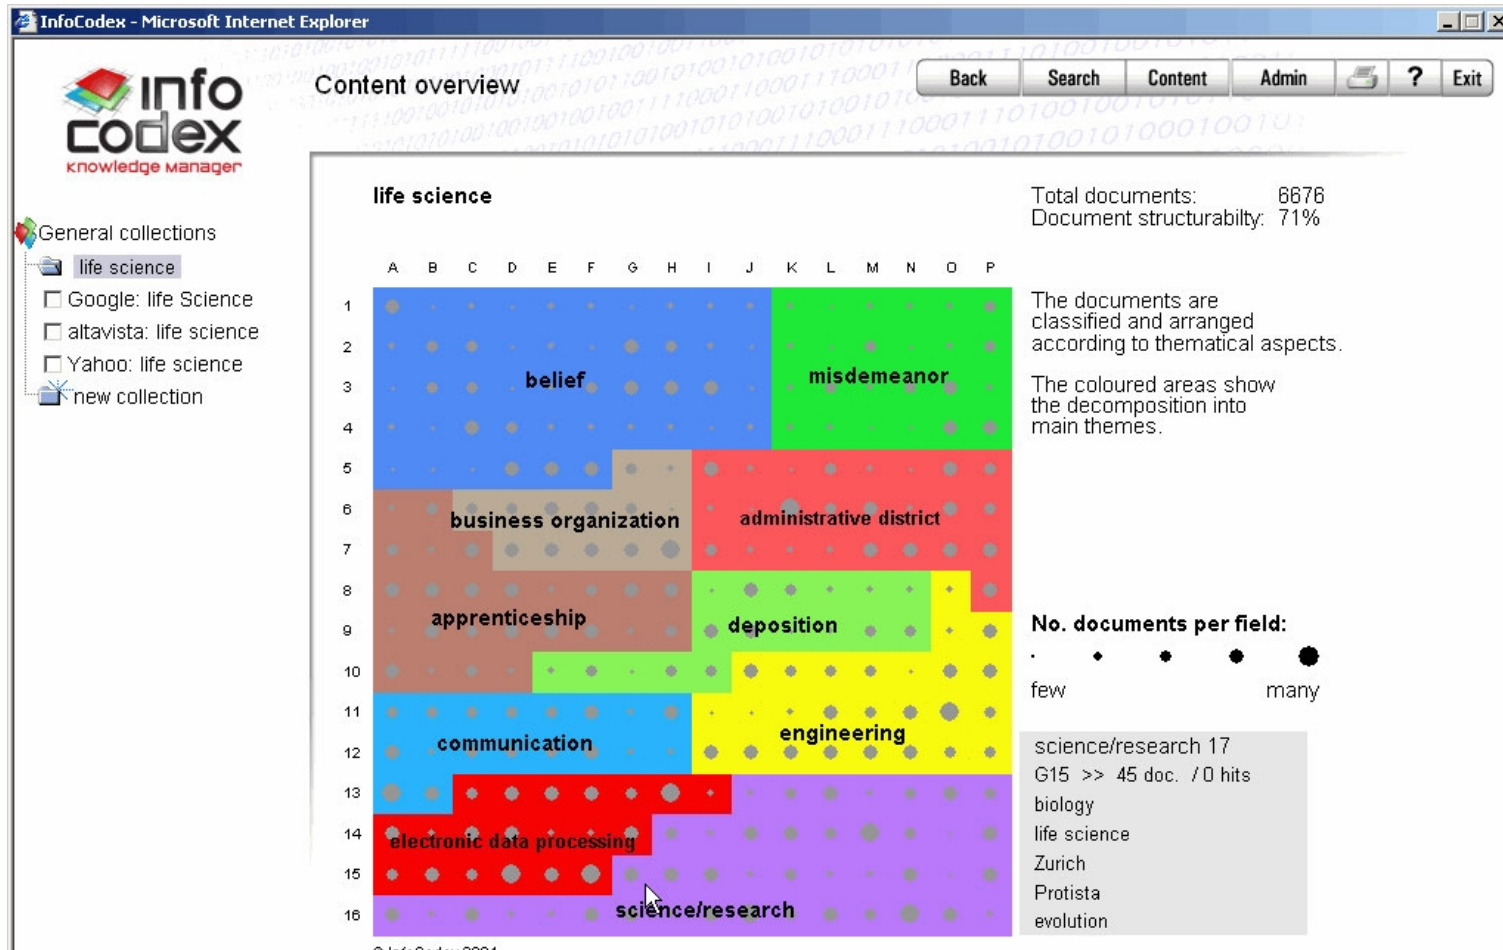 InfoCodex - Microsoft Internet Explorer
info
codex
Knowledge Manager
Content overview
Back Search Content Admin ? Exit
General collections
life science
Google: life Science
altavista: life science
Yahoo: life science
new collection
life science
Total documents: 6676
Document structurabilty: 71%
A B C D E F G H I J K L M N O P
1
2
3
4
5
6
7
8
9
10
11
12
13
14
15
16
belief
misdemeanor
business organization
administrative district
apprenticeship
deposition
communication
engineering
electronic data processing
science/research
The documents are
classified and arranged
according to thematical aspects.
The coloured areas show
the decomposition into
main themes.
No. documents per field:
few many
science/research 17
G15 >> 45 doc. / 0 hits
biology
life science
Zurich
Protista
evolution